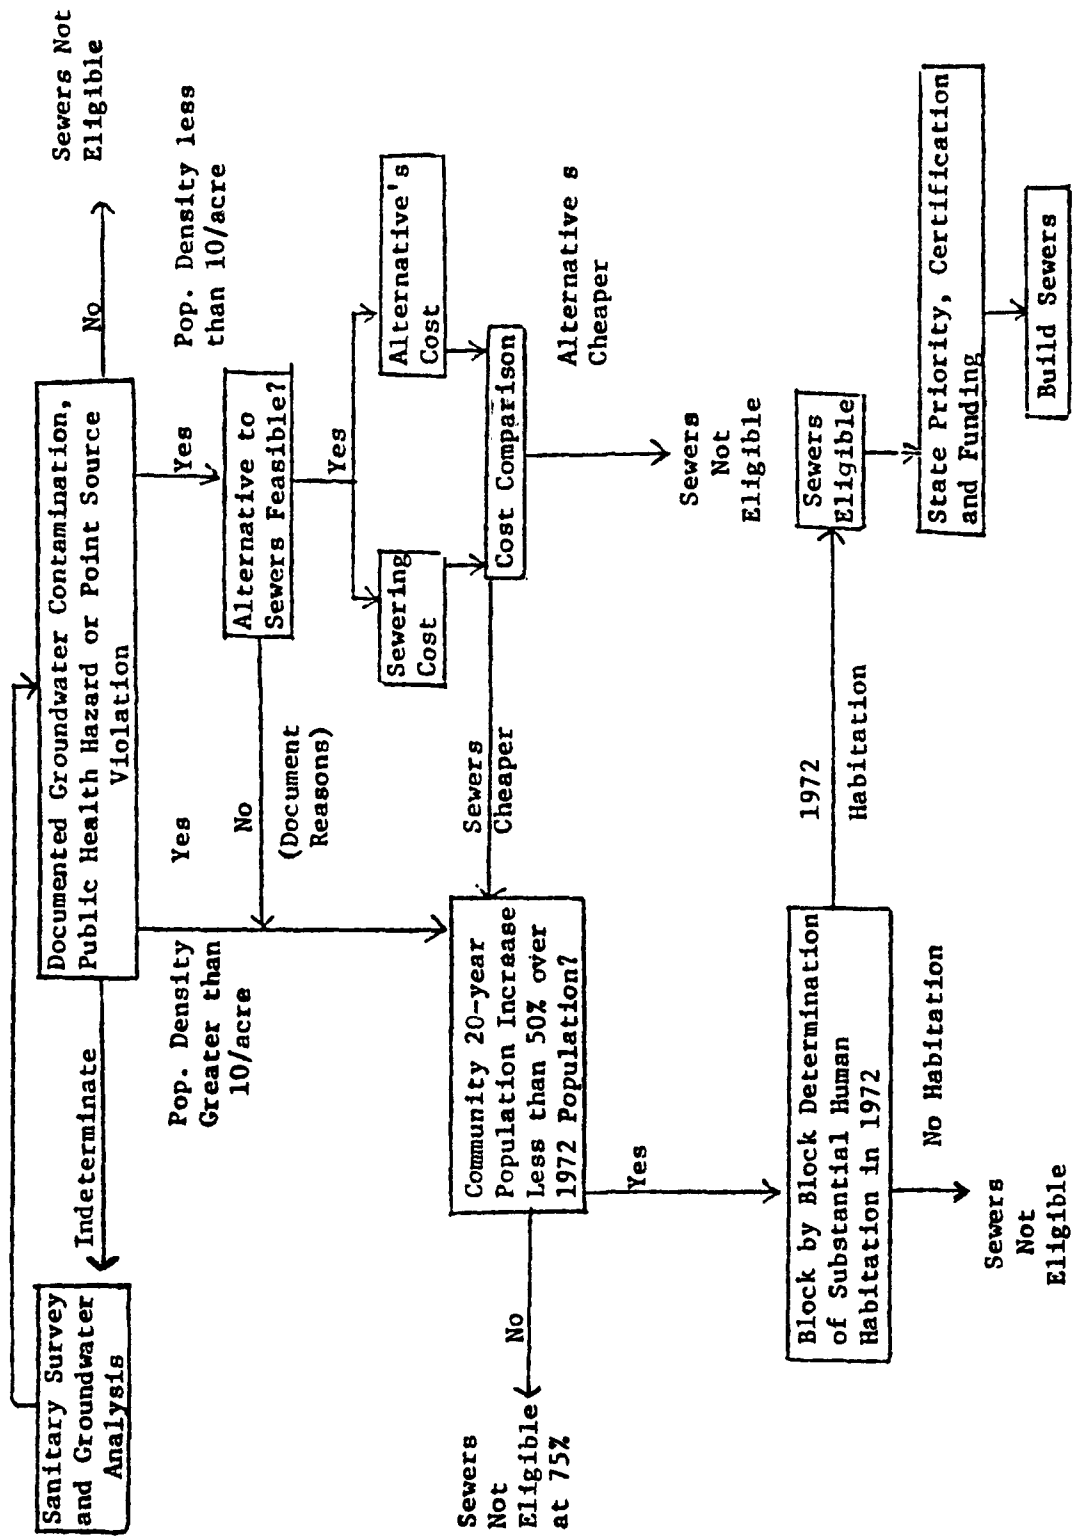 Sanitary Survey
and Groundwater
Analysis
Indeterminate
Documented Groundwater Contamination,
Public Health Hazard or Point Source
Violation
No
Sewers Not
Eligible
Pop. Density
Greater than
10/acre
Yes
Yes
Pop. Density less
than 10/acre
Alternative to
Sewers Feasible?
No
(Document
Reasons)
Yes
Sewering
Cost
Alternative's
Cost
Cost Comparison
Sewers
Cheaper
Alternative s
Cheaper
Sewers
Not
Eligible
Community 20-year
Population Increase
Less than 50% over
1972 Population?
No
Sewers
Not
Eligible
at 75%
Yes
Block by Block Determination
of Substantial Human
Habitation in 1972
No Habitation
Sewers
Not
Eligible
1972
Habitation
Sewers
Eligible
State Priority, Certification
and Funding
Build Sewers